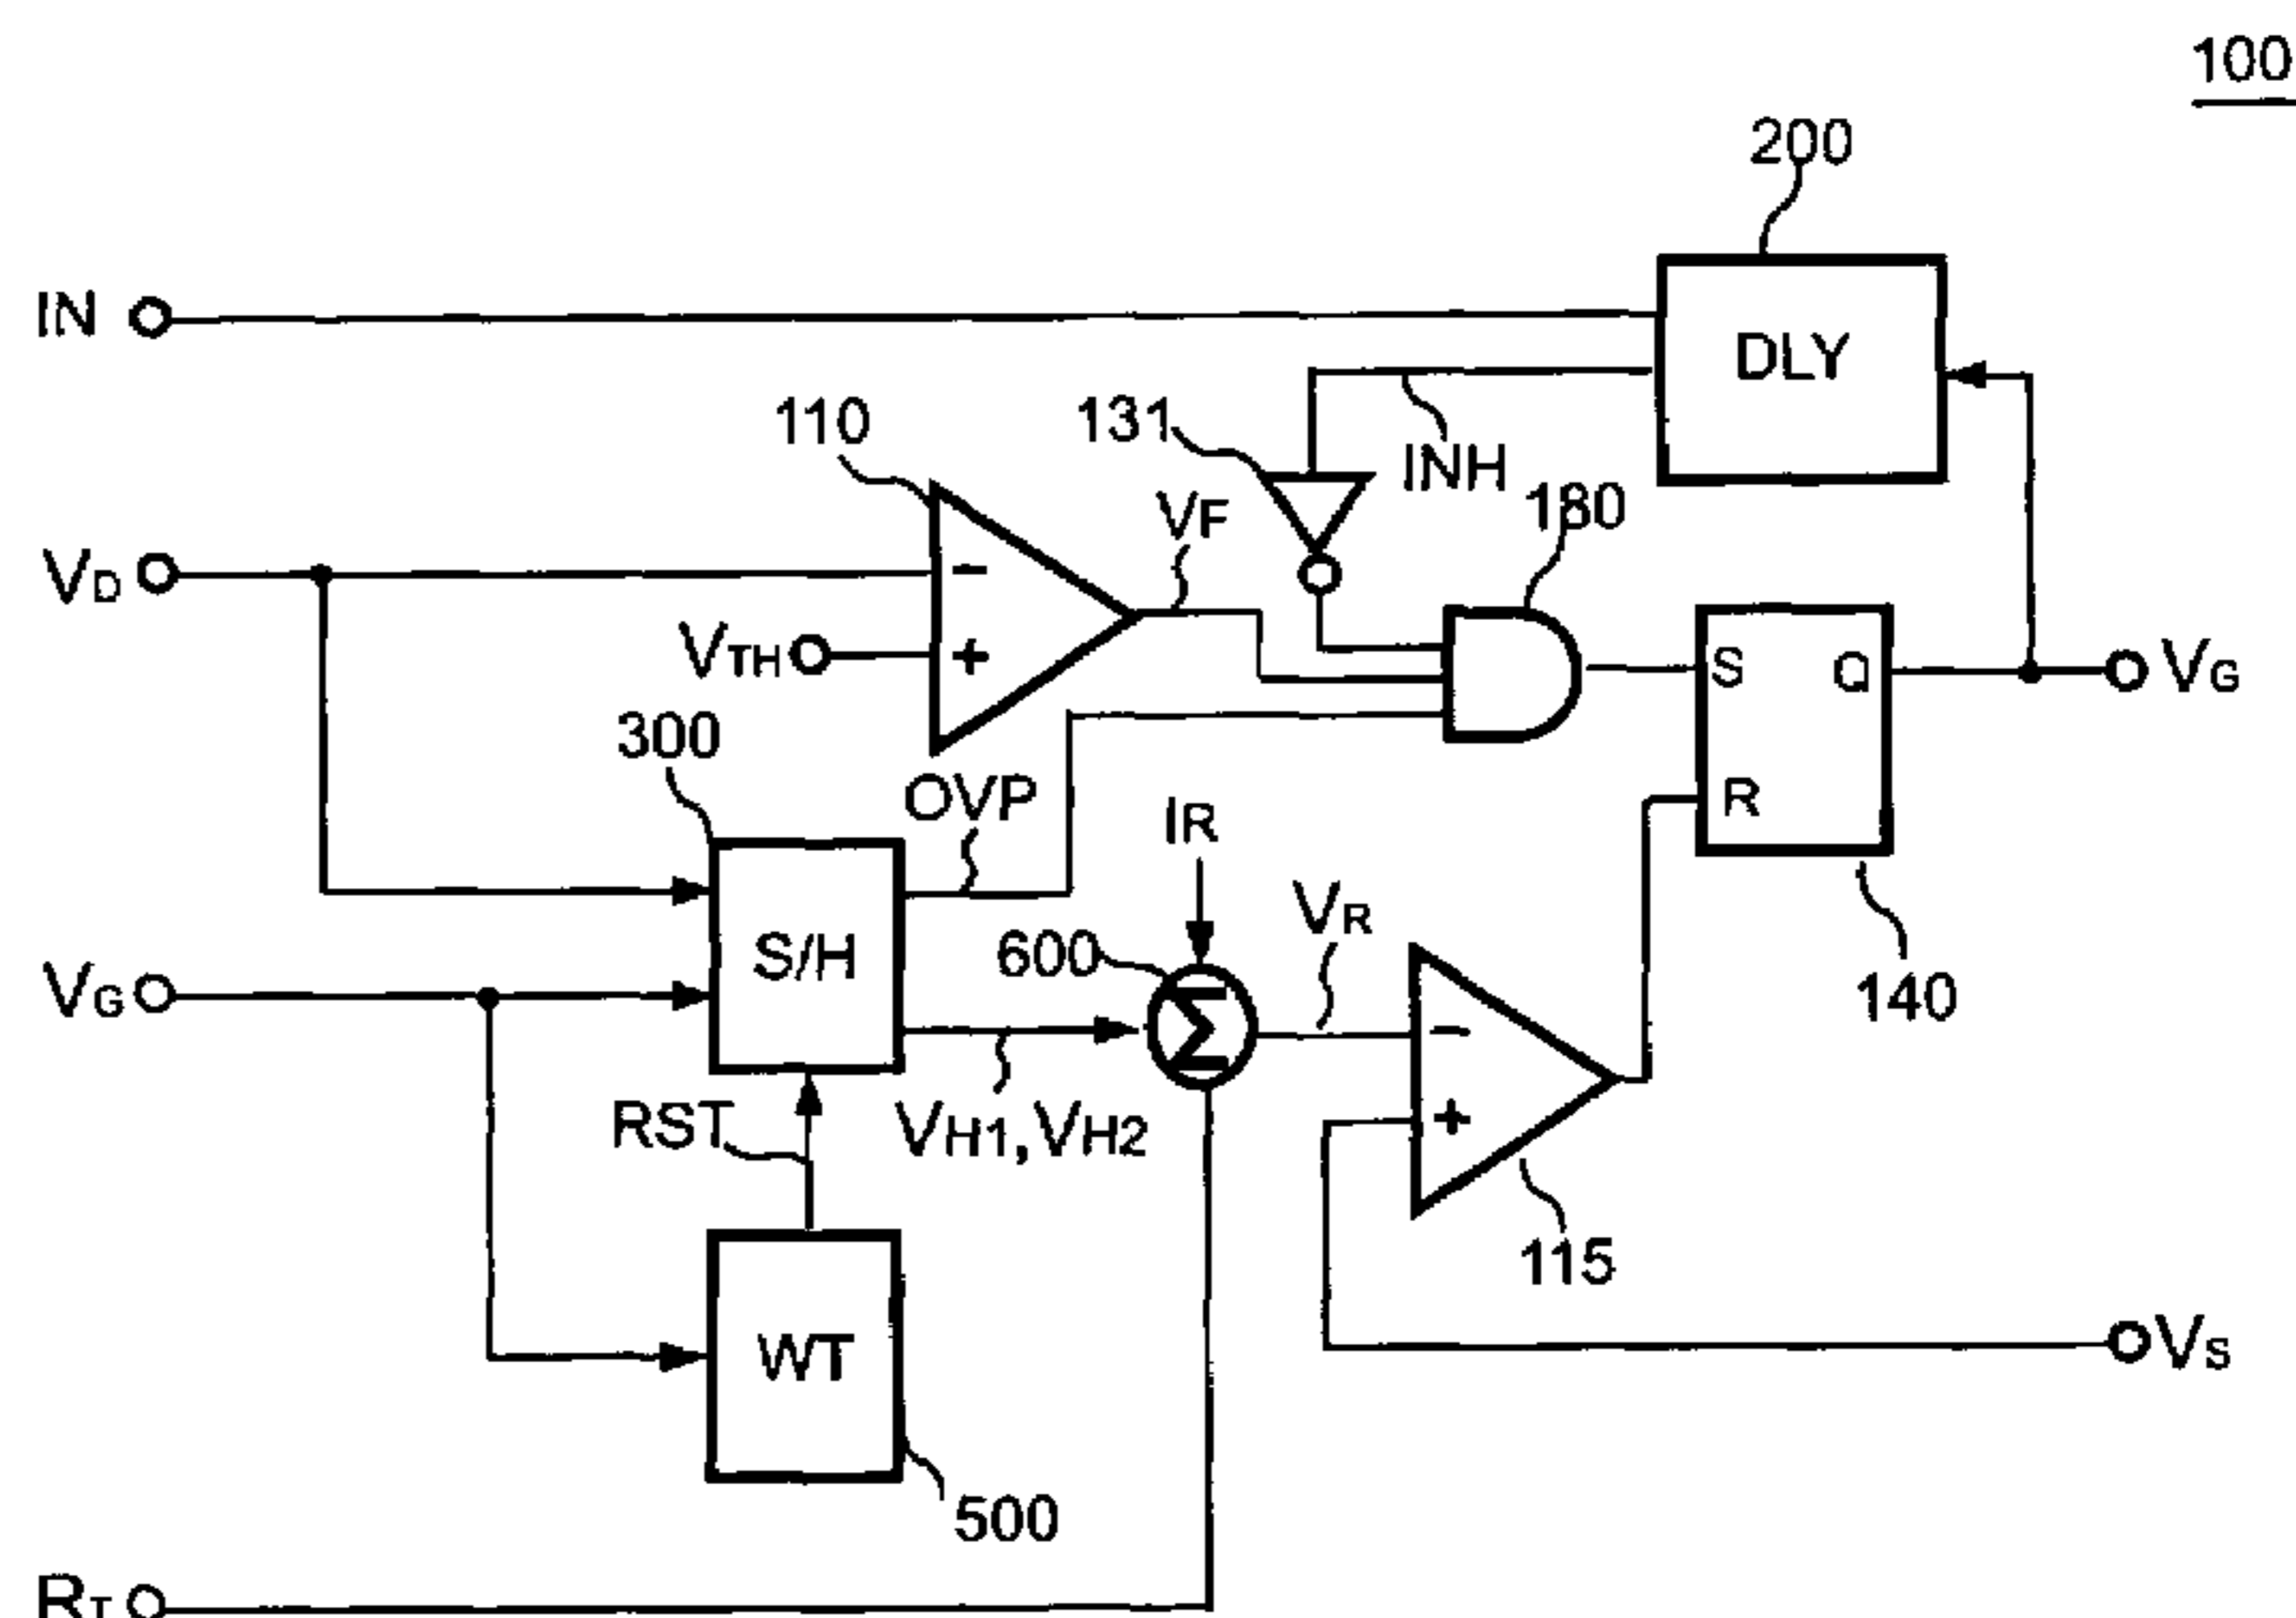 100
200
IN
DLY
110
131
INH
180
VF
VD
VTH
S
Q
VG
300
OVP
IR
R
VR
S/H
600
VG
140
RST
VH1,VH2
115
WT
VS
500
RT
-
+
Σ
-
+